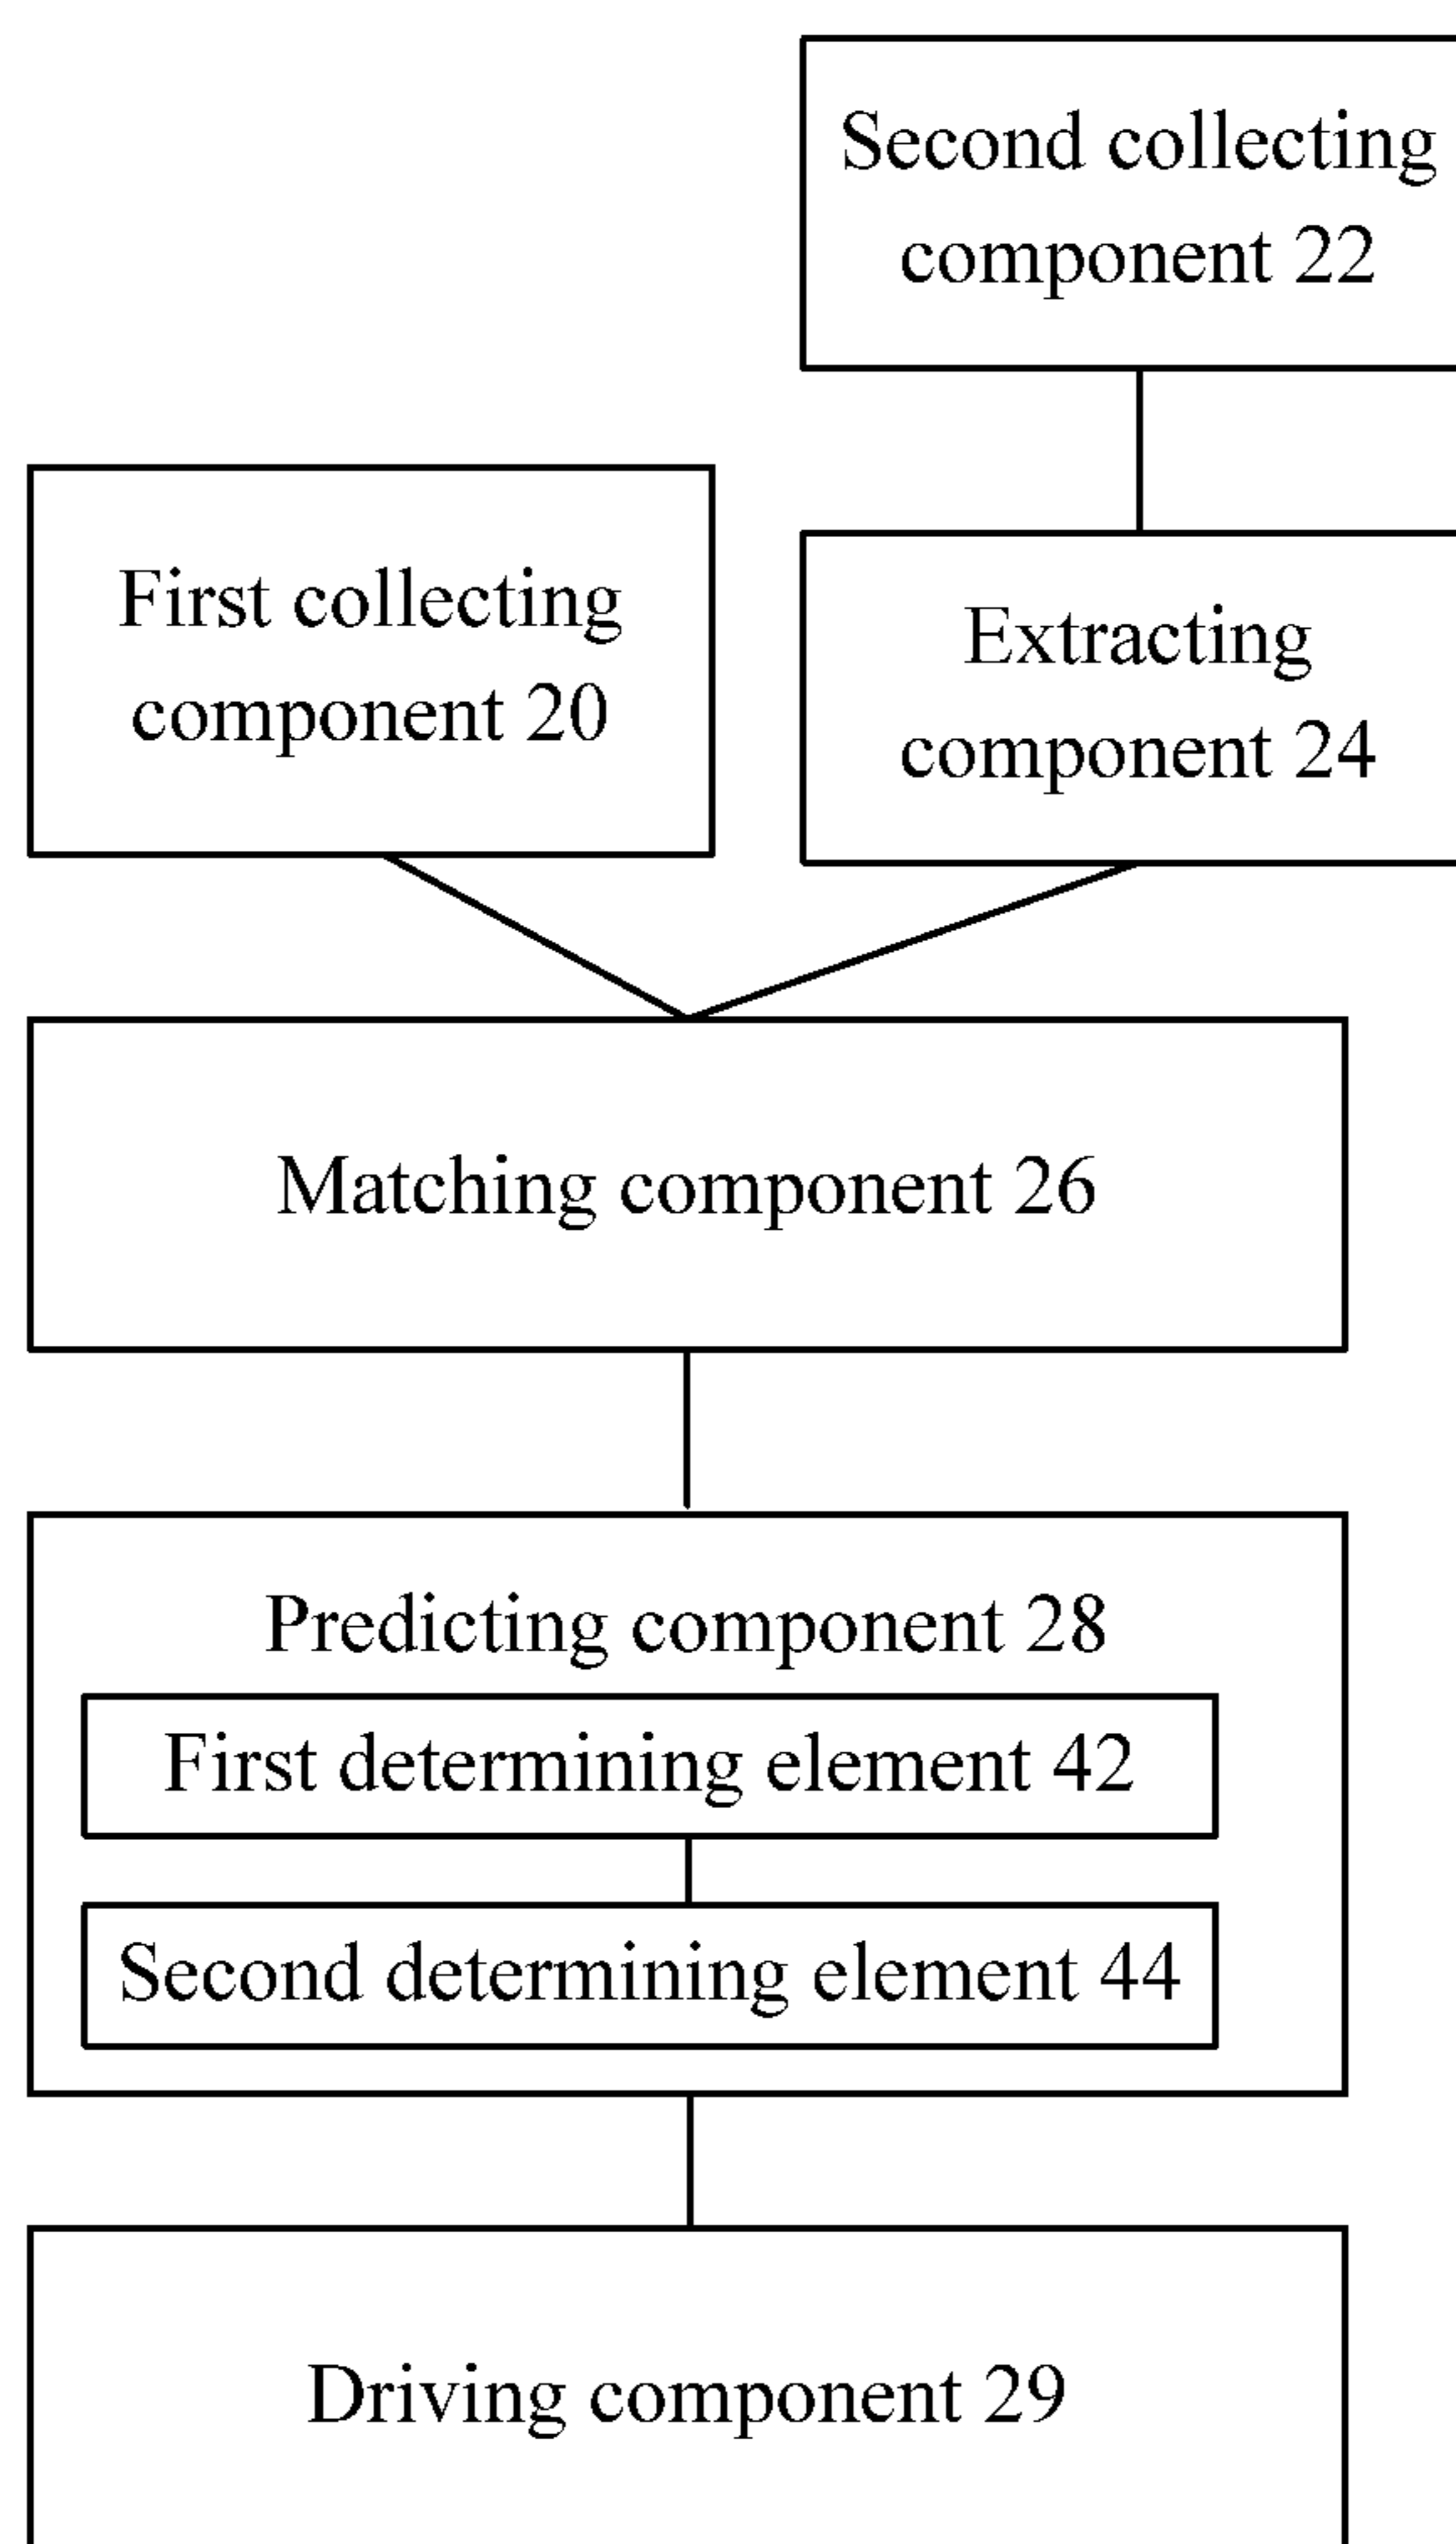 Second collecting
component 22
First collecting
component 20
Extracting
component 24
Matching component 26
Predicting component 28
First determining element 42
Second determining element 44
Driving component 29